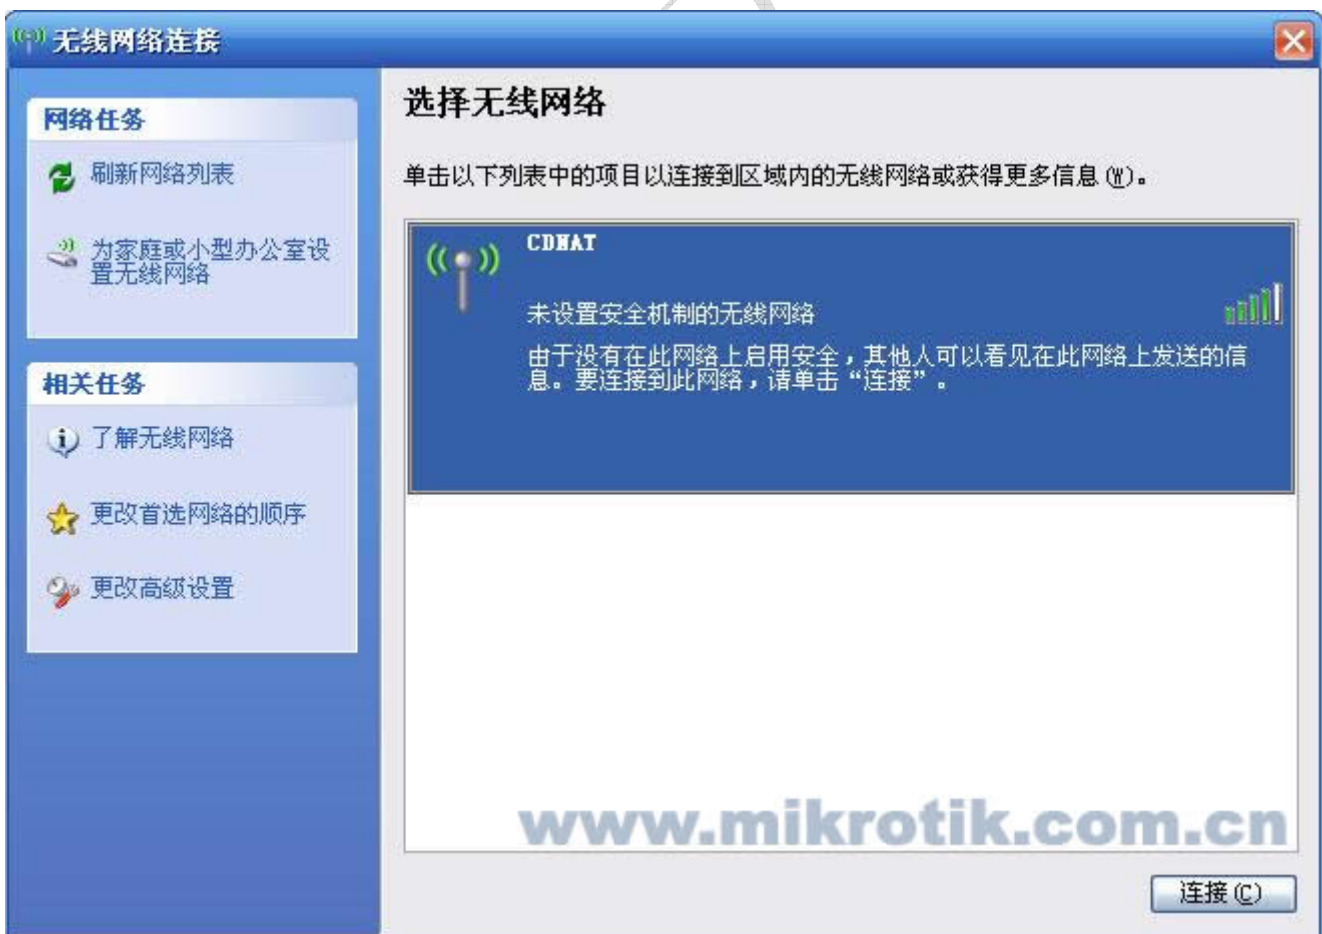 无线网络连接
网络任务
刷新网络列表
为家庭或小型办公室设
置无线网络
相关任务
了解无线网络
更改首选网络的顺序
更改高级设置
选择无线网络
单击以下列表中的项目以连接到区域内的无线网络或获得更多信息(W)。
CDNAT
未设置安全机制的无线网络
由于没有在此网络上启用安全，其他人可以看见在此网络上发送的信
息。要连接到此网络，请单击“连接”。
www.mikrotik.com.cn
连接(C)